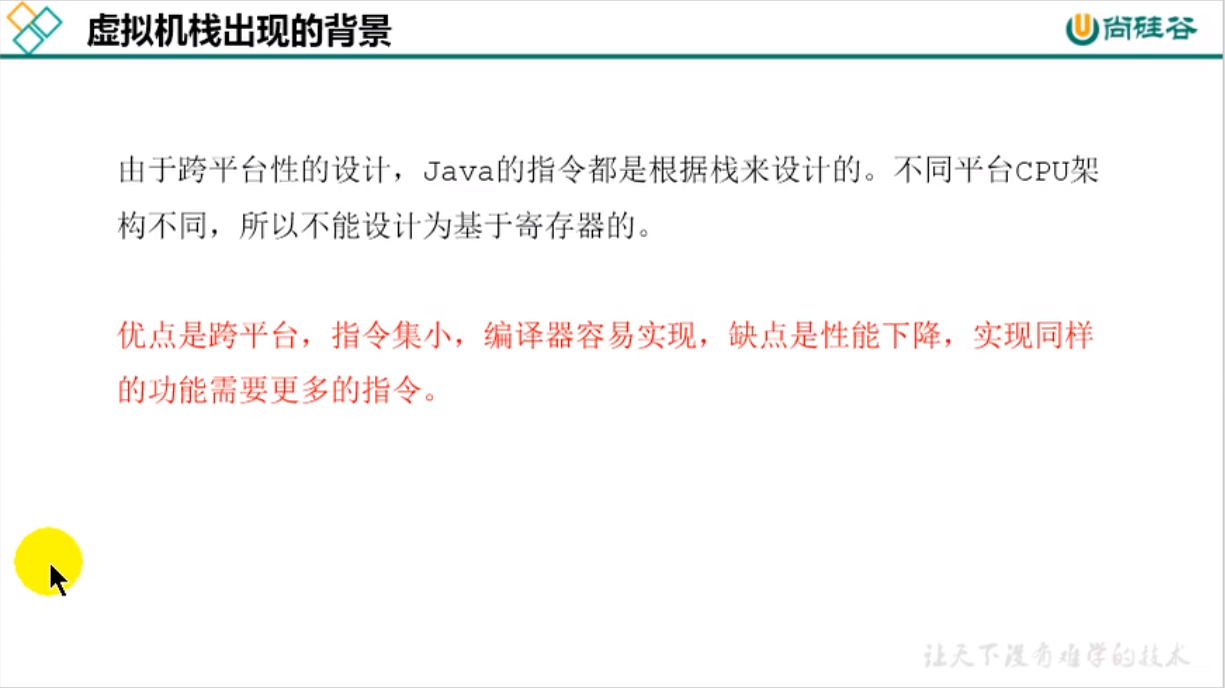 虚拟机栈出现的背景
尚硅谷
由于跨平台性的设计，Java的指令都是根据栈来设计的。不同平台CPU架
构不同，所以不能设计为基于寄存器的。
优点是跨平台，指令集小，编译器容易实现，缺点是性能下降，实现同样
的功能需要更多的指令。
让天下没有难学的技术